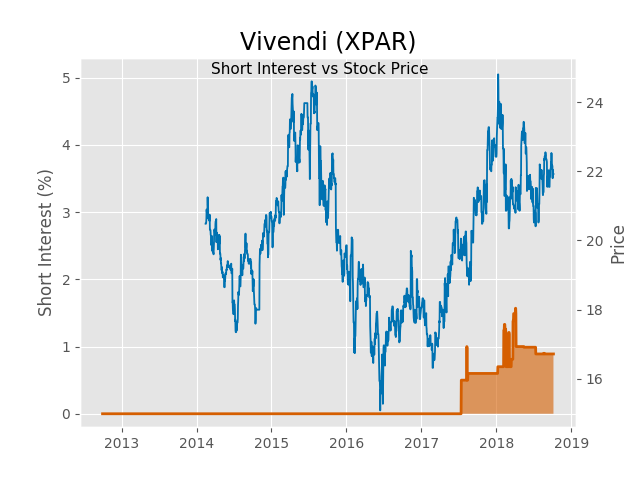 Vivendi (XPAR)
Short Interest vs Stock Price
Short Interest (%)
5
4
3
2
1
0
24
22
20
18
16
Price
2013 2014 2015 2016 2017 2018 2019